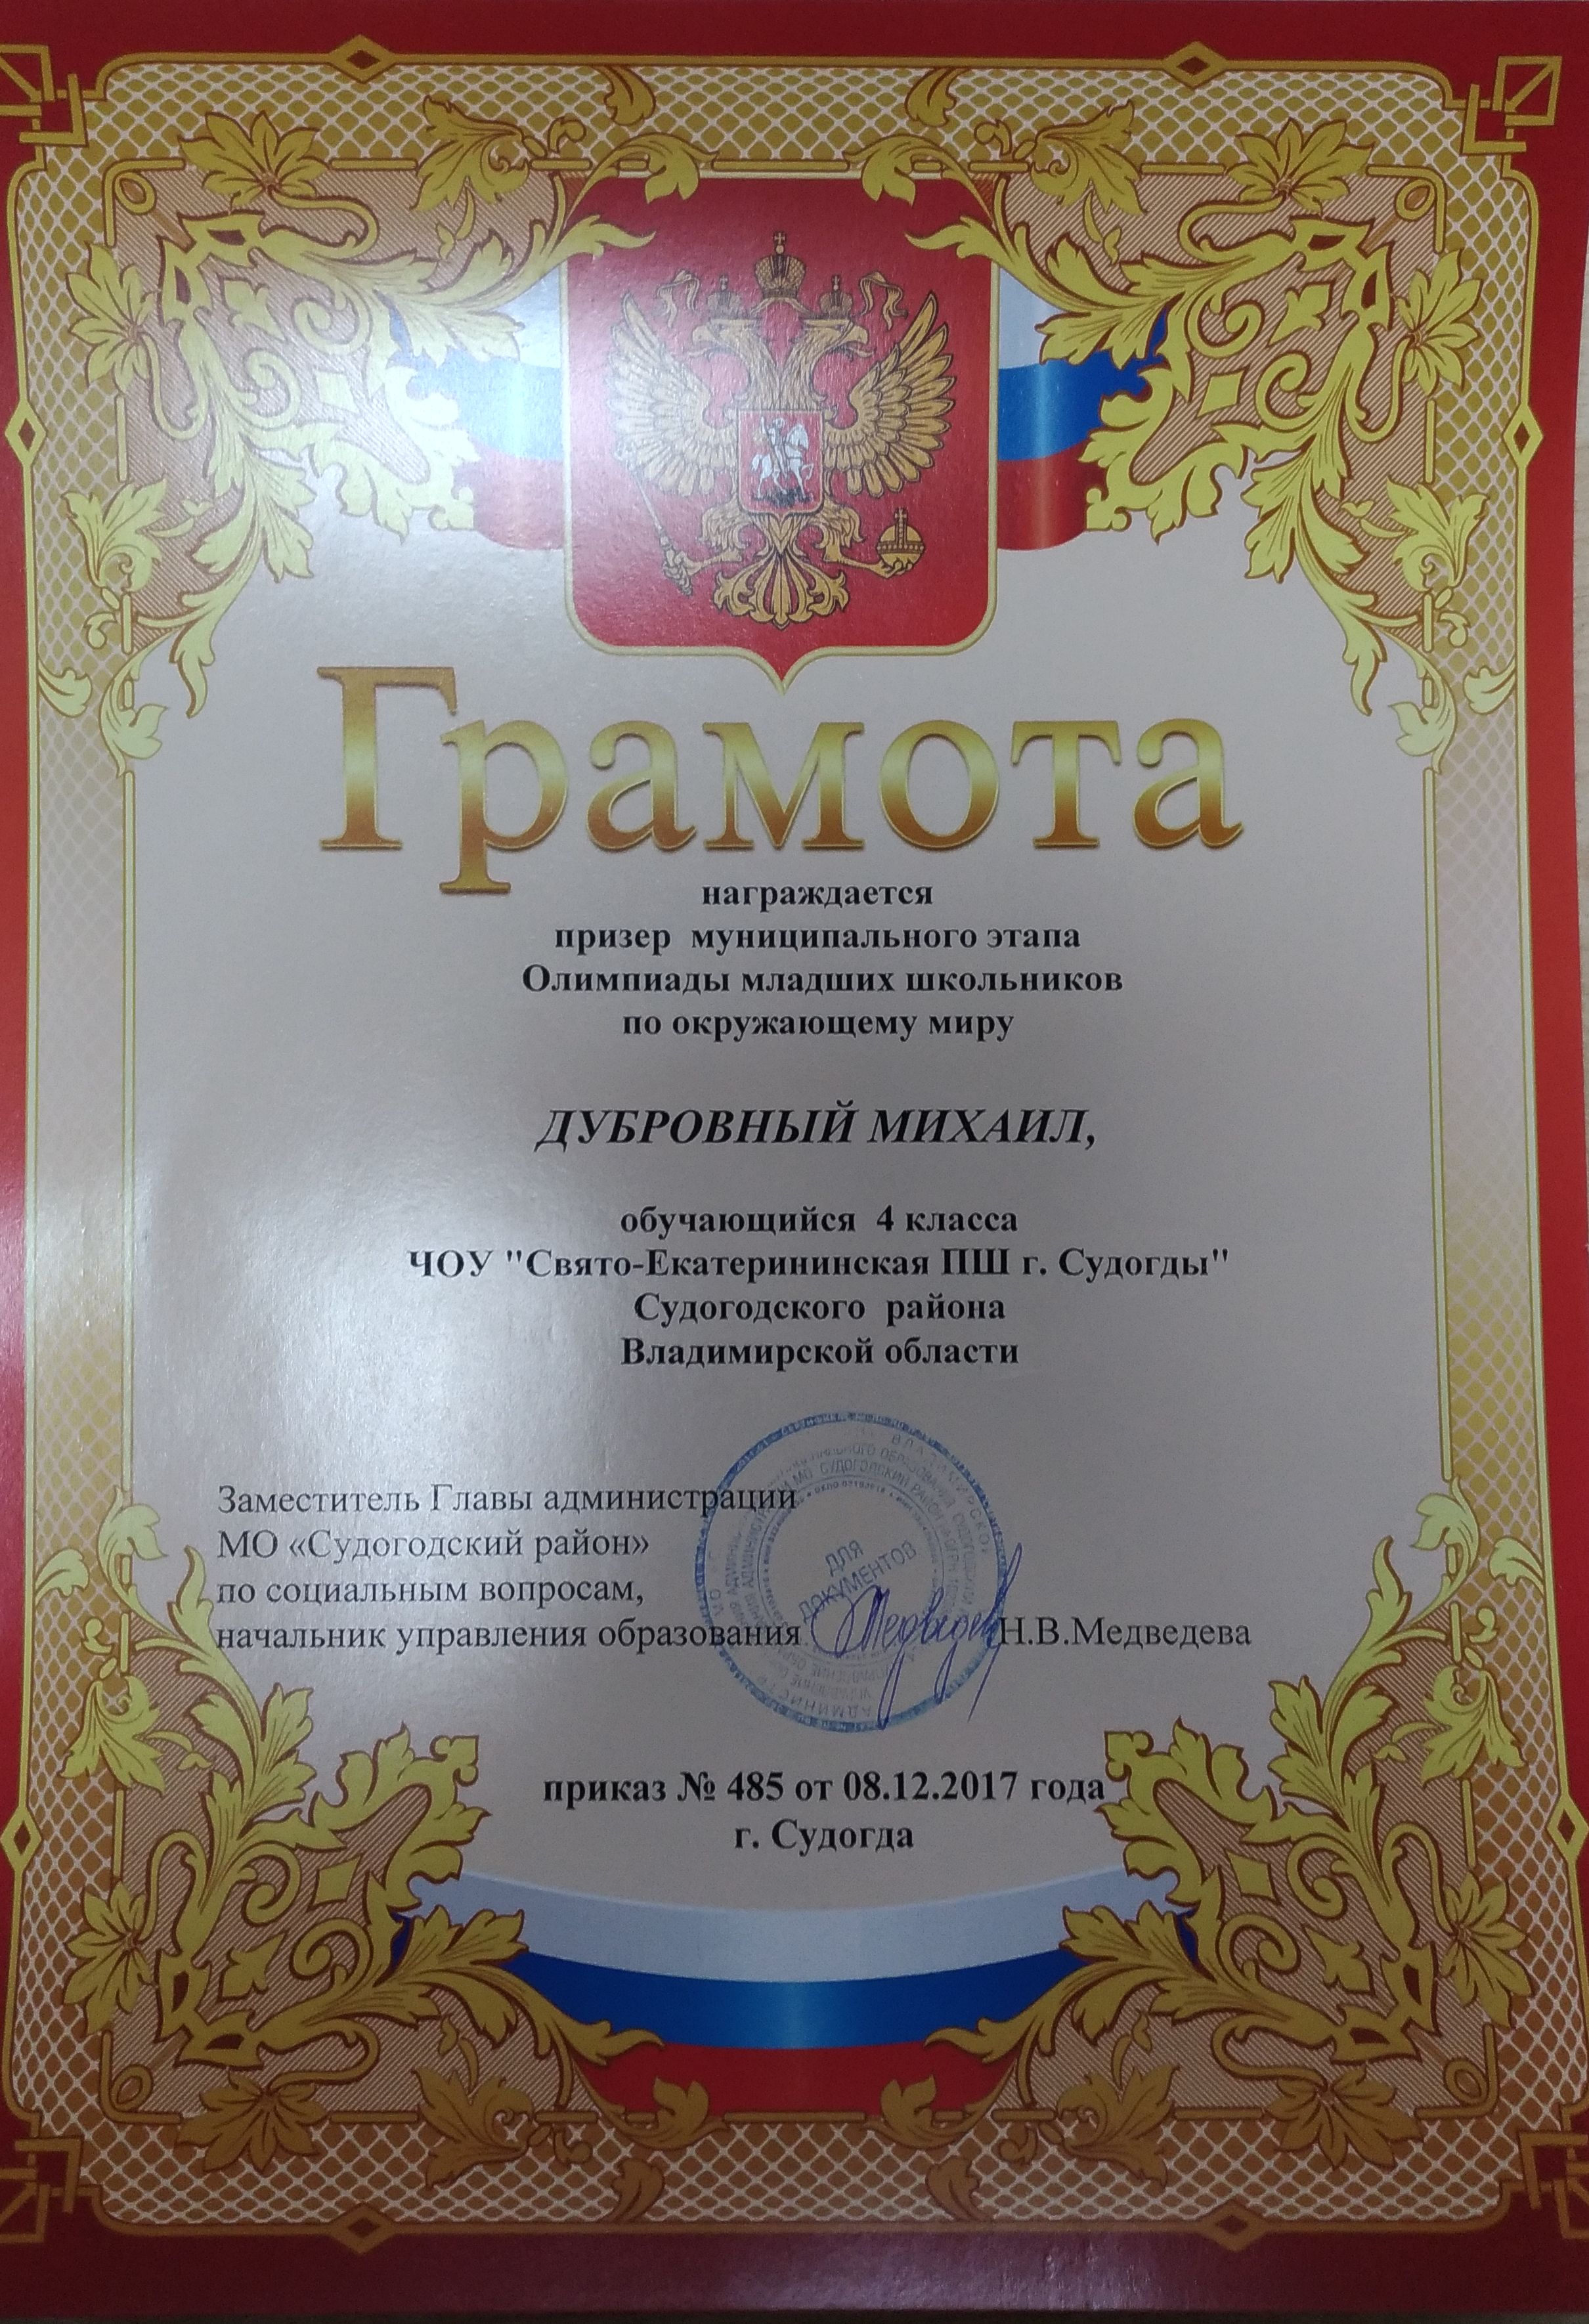 Грамота
награждается
призер муниципального этапа
Олимпиады младших школьников
по окружающему миру
ДУБРОВНЫЙ МИХАИЛ,
обучающийся 4 класса
ЧОУ "Свято-Екатерининская ПШ г. Судогды"
Судогодского района
Владимирской области
Заместитель Главы администрации
МО «Судогодский район»
по социальным вопросам,
начальник управления образования Н.В.Медведева
ДЛЯ
ДОКУМЕНТОВ
приказ № 485 от 08.12.2017 года
г. Судогда